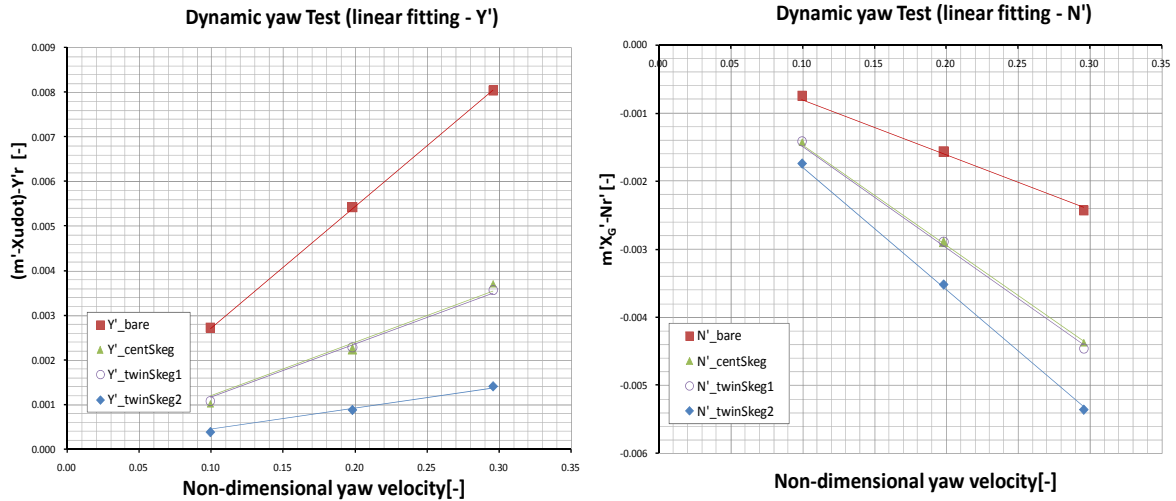 Dynamic yaw Test (linear fitting - Y')
0.009
0.008
0.007
0.006
0.005
0.004
0.003
0.002
0.001
0.000
0.00 0.05 0.10 0.15 0.20 0.25 0.30 0.35
(m'-Xudot)-Y'r [-]
Non-dimensional yaw velocity[-]
Y'_bare
Y'_centSkeg
Y'_twinSkeg1
Y'_twinSkeg2
Dynamic yaw Test (linear fitting - N')
0.000
0.00 0.05 0.10 0.15 0.20 0.25 0.30 0.35
-0.001
-0.002
-0.003
-0.004
-0.005
-0.006
m'XG'-Nr' [-]
Non-dimensional yaw velocity[-]
N'_bare
N'_centSkeg
N'_twinSkeg1
N'_twinSkeg2